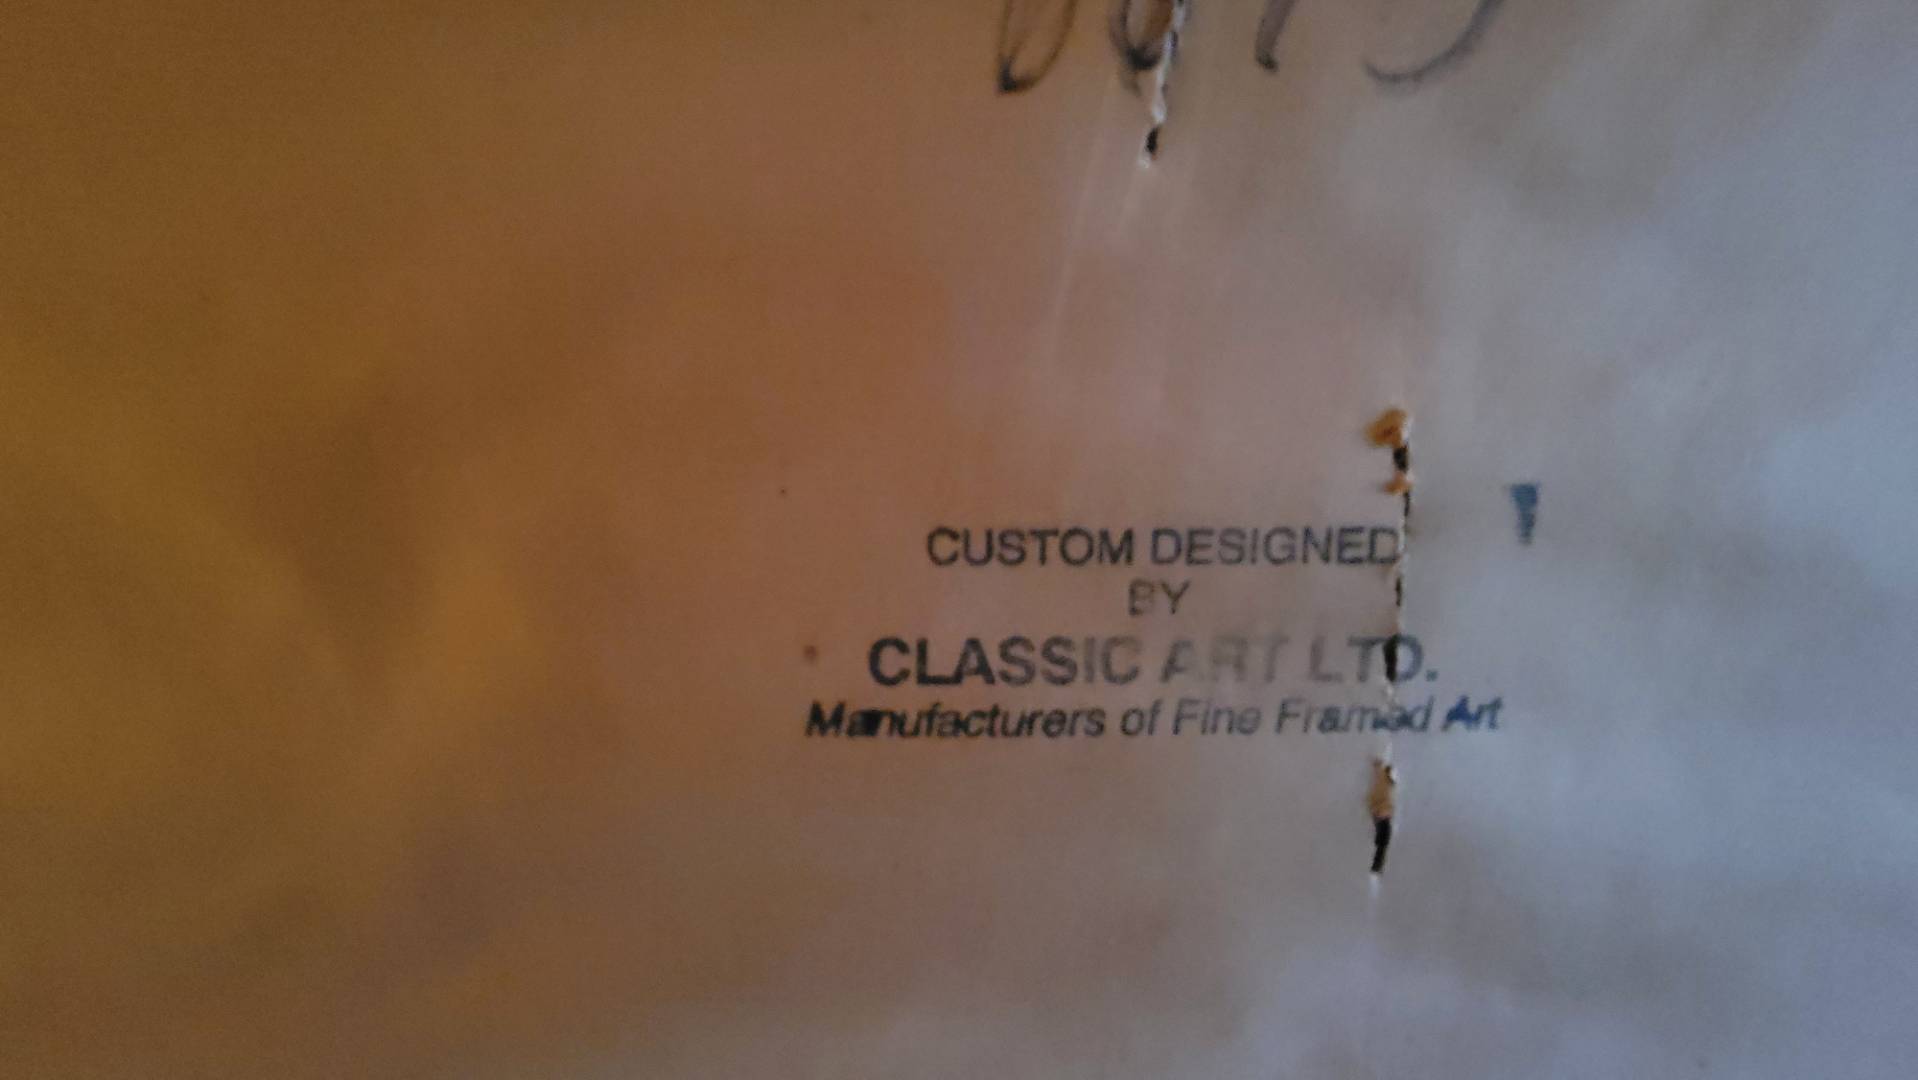 CUSTOM DESIGNED
BY
CLASSIC ART LTD.
Manufacturers of Fine Framed Art